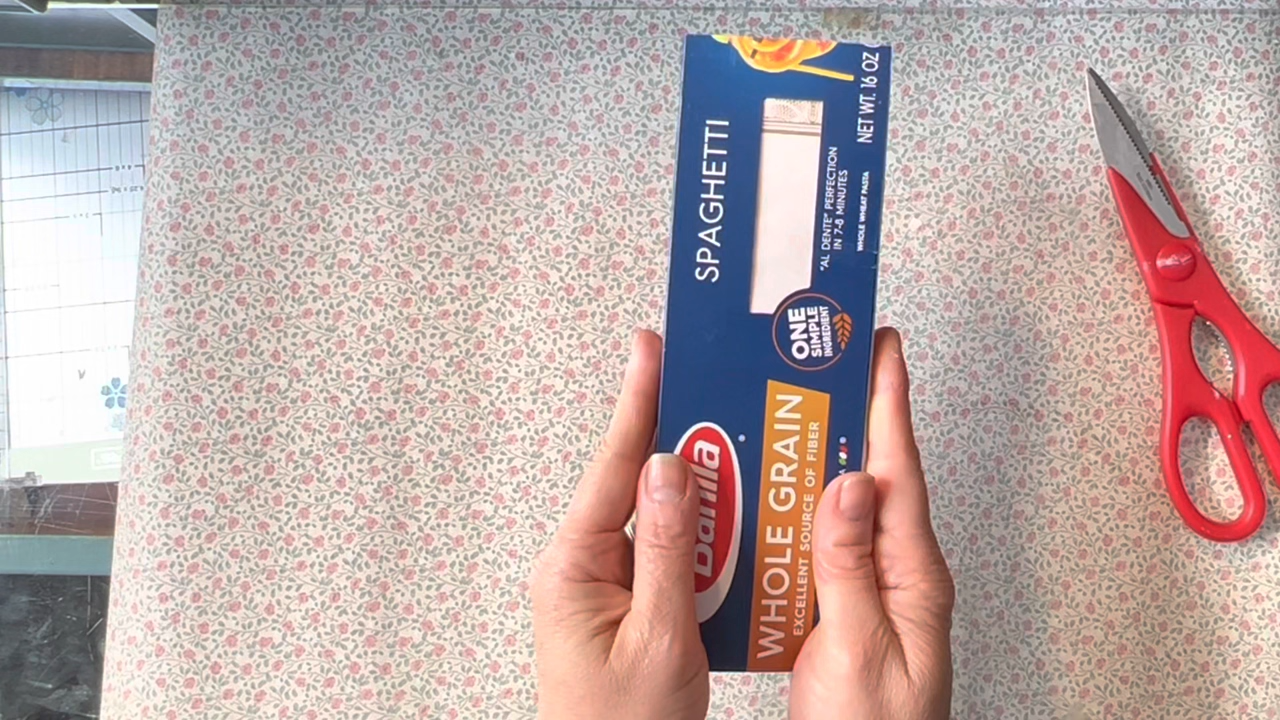 Barilla
®
WHOLE GRAIN
EXCELLENT SOURCE OF FIBER
ONE
SIMPLE
INGREDIENT
SPAGHETTI
"AL DENTE" PERFECTION
IN 7-8 MINUTES
WHOLE WHEAT PASTA
NET WT. 16 OZ